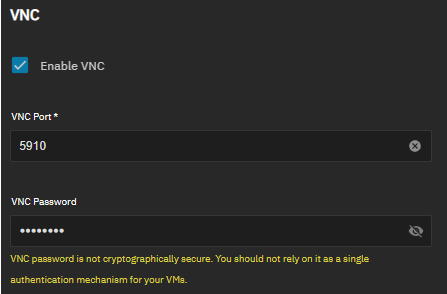 VNC
Enable VNC
VNC Port *
5910
VNC Password
••••••••
VNC password is not cryptographically secure. You should not rely on it as a single
authentication mechanism for your VMs.